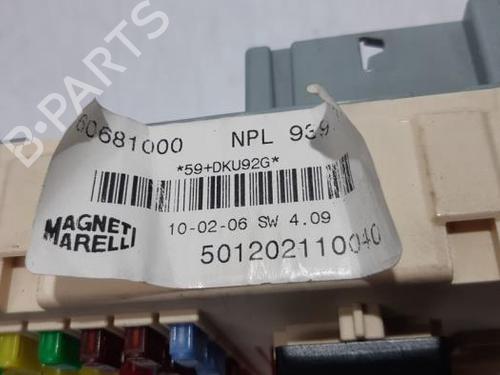 60681000 NPL 939
*59+DKU92G*
10-02-06 SW 4.09
MAGNETI
MARELLI
501202110040
B-PARTS